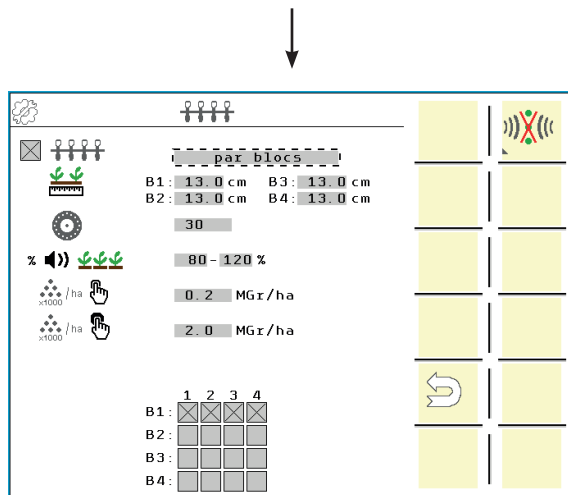 par blocs
B1: 13.0 cm B3: 13.0 cm
B2: 13.0 cm B4: 13.0 cm
30
% 80 - 120 %
x1000 /ha 0.2 MGr/ha
x1000 /ha 2.0 MGr/ha
1 2 3 4
B1:
B2:
B3:
B4: